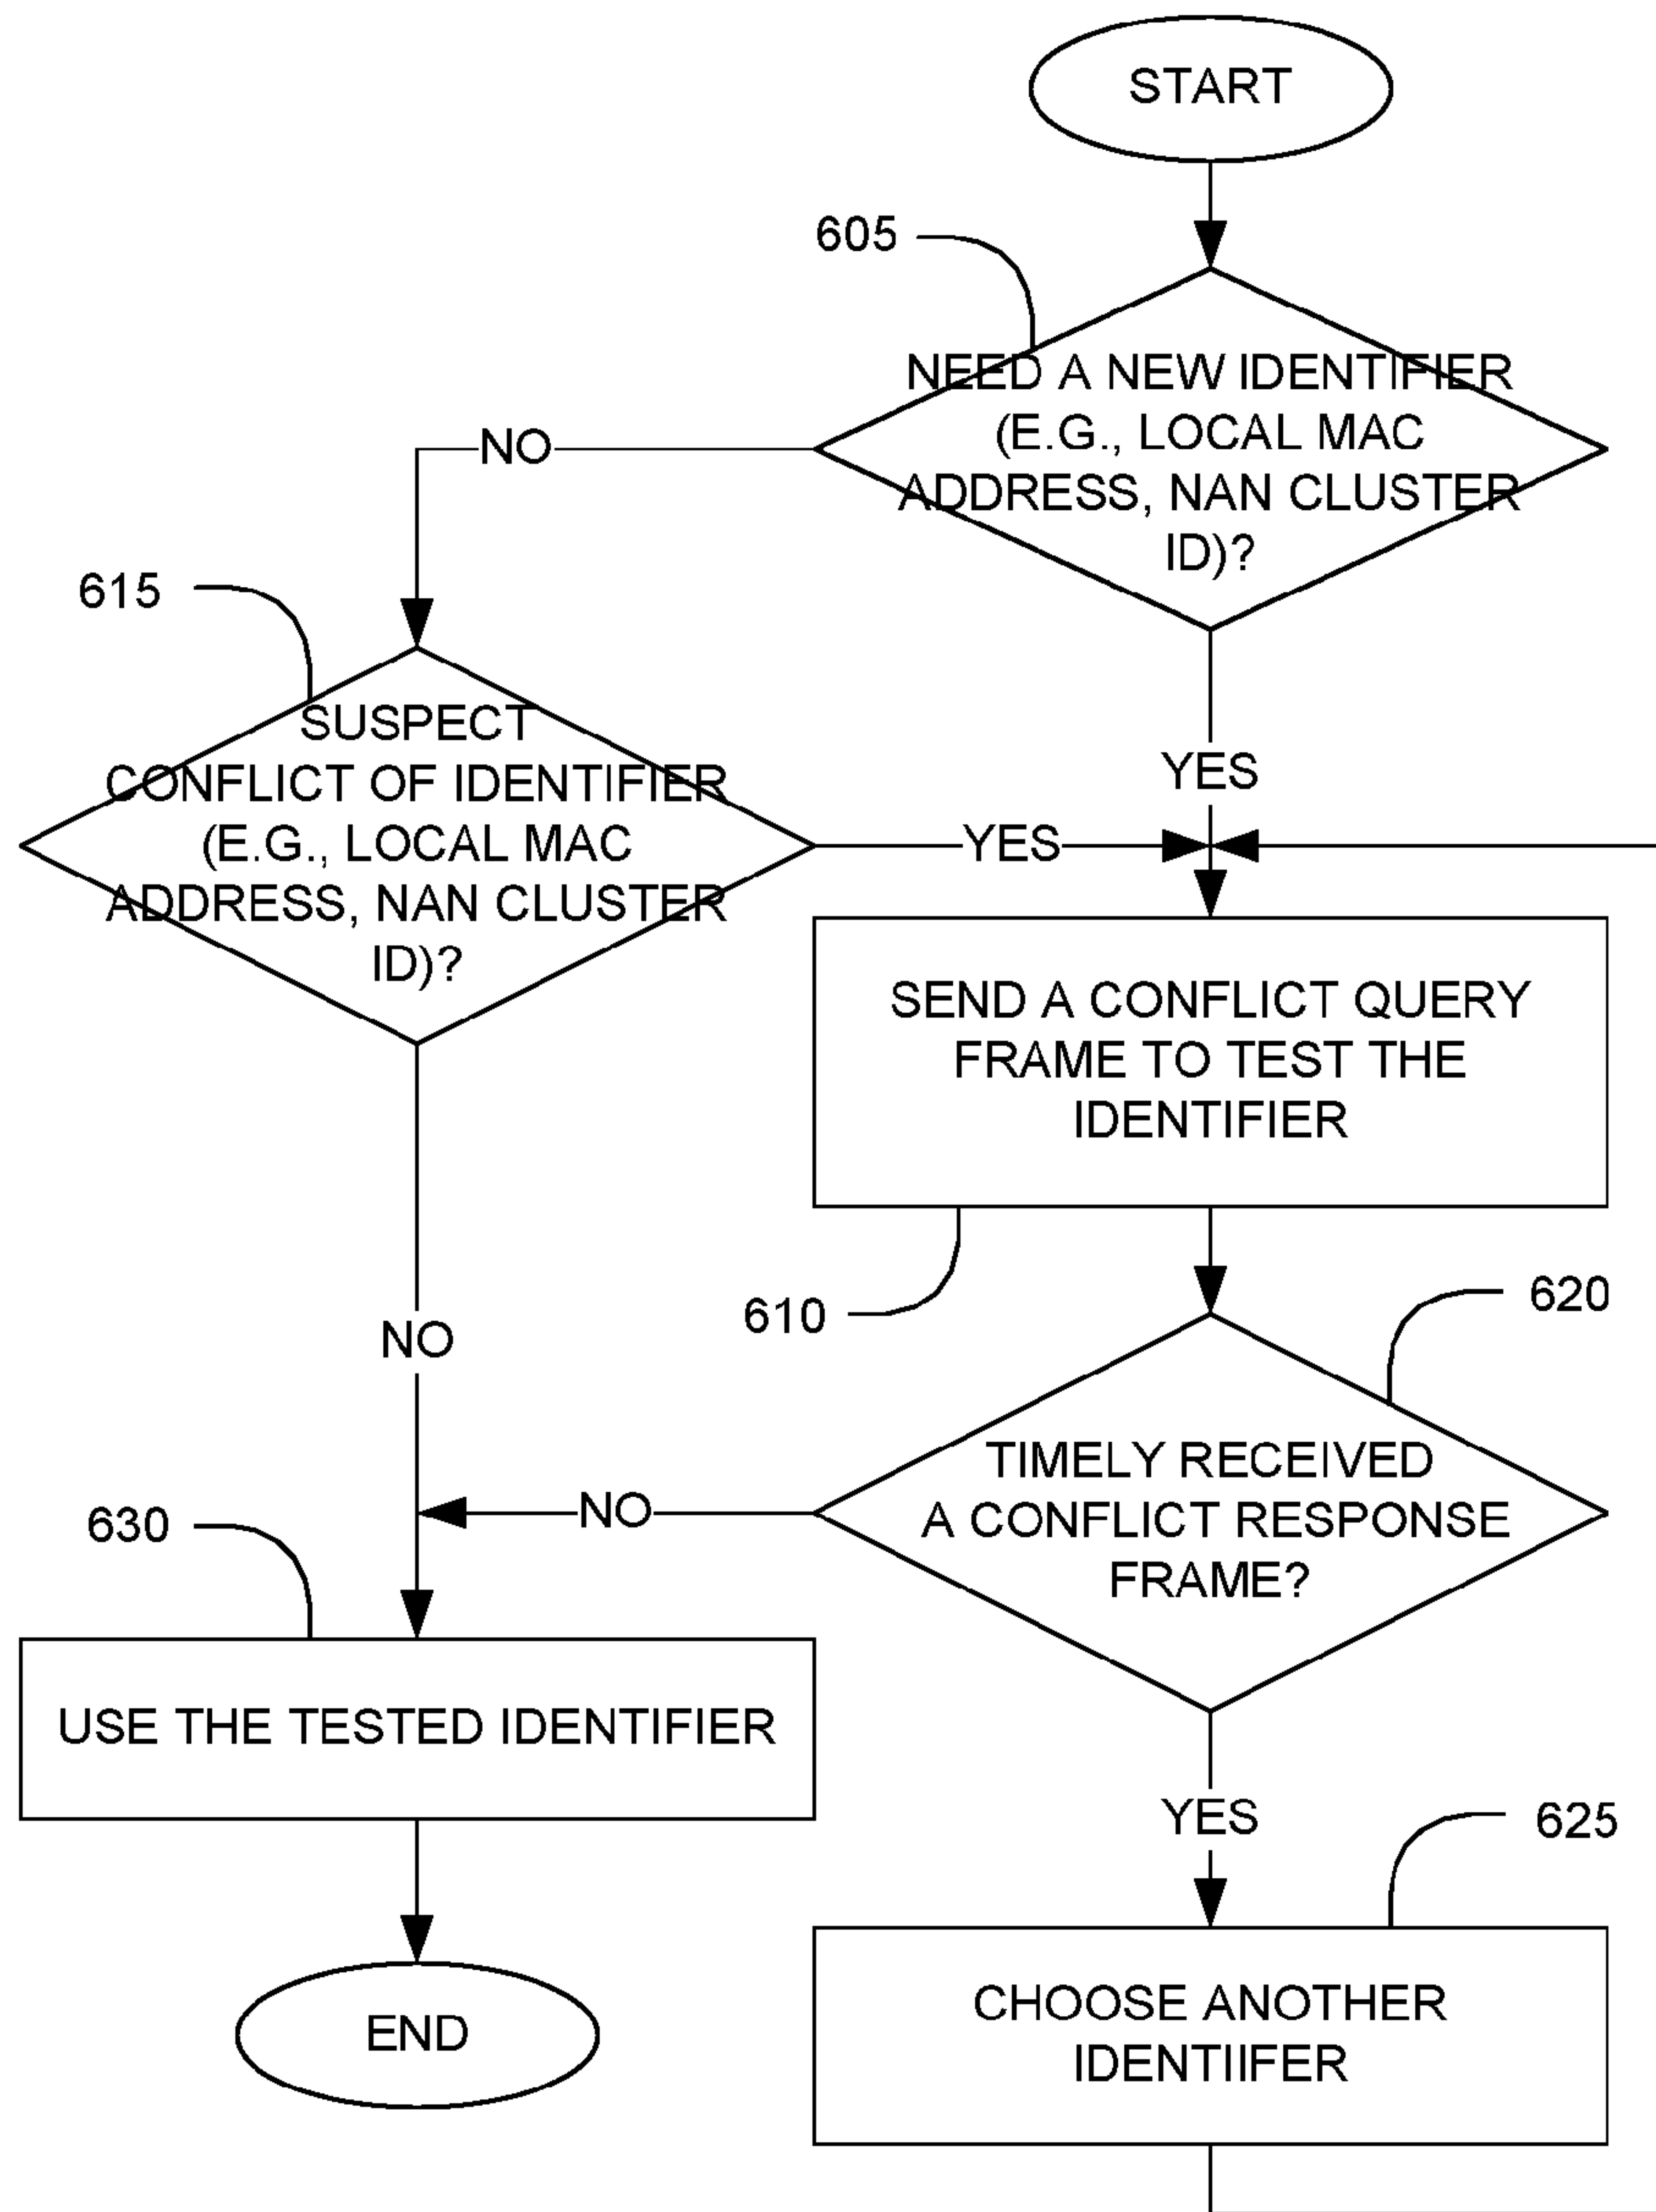 START
605
NEED A NEW IDENTIFIER
(E.G., LOCAL MAC
ADDRESS, NAN CLUSTER
ID)?
NO
615
SUSPECT
CONFLICT OF IDENTIFIER
(E.G., LOCAL MAC
ADDRESS, NAN CLUSTER
ID)?
YES
YES
SEND A CONFLICT QUERY
FRAME TO TEST THE
IDENTIFIER
610
620
NO
TIMELY RECEIVED
A CONFLICT RESPONSE
FRAME?
NO
630
USE THE TESTED IDENTIFIER
YES
625
CHOOSE ANOTHER
IDENTIIFER
END